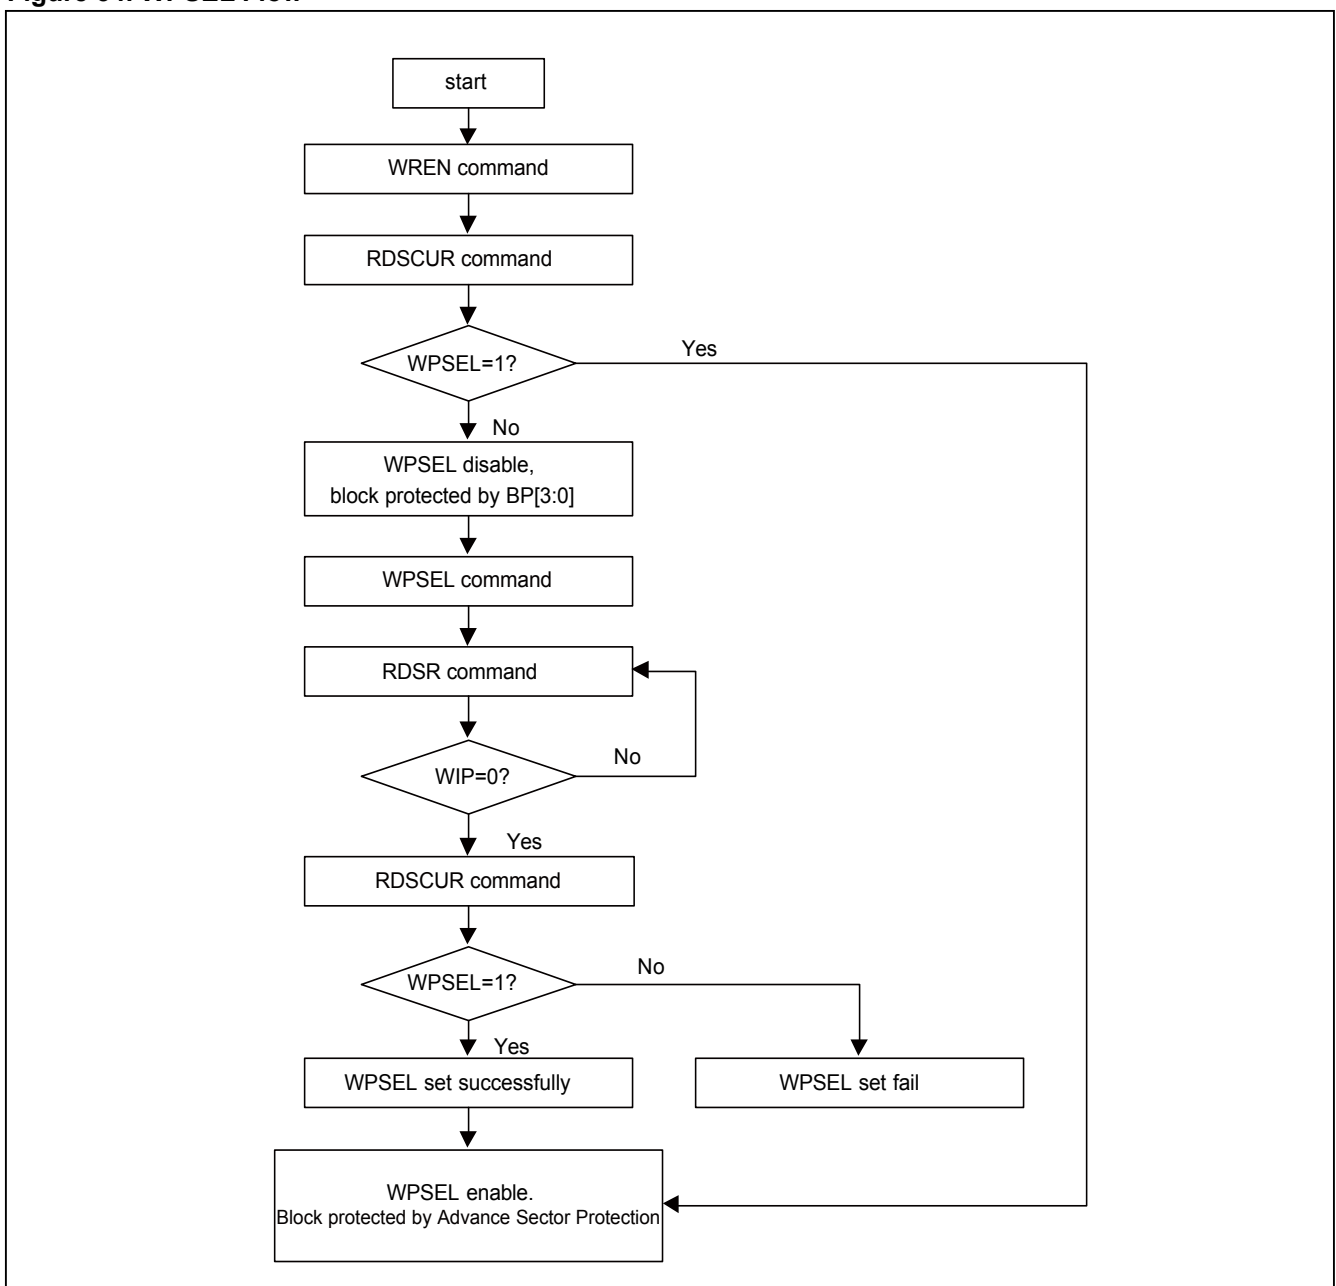 start
WREN command
RDSCUR command
WPSEL=1?
Yes
No
WPSEL disable,
block protected by BP[3:0]
WPSEL command
RDSR command
WIP=0?
No
Yes
RDSCUR command
WPSEL=1?
No
Yes
WPSEL set successfully
WPSEL set fail
WPSEL enable.
Block protected by Advance Sector Protection